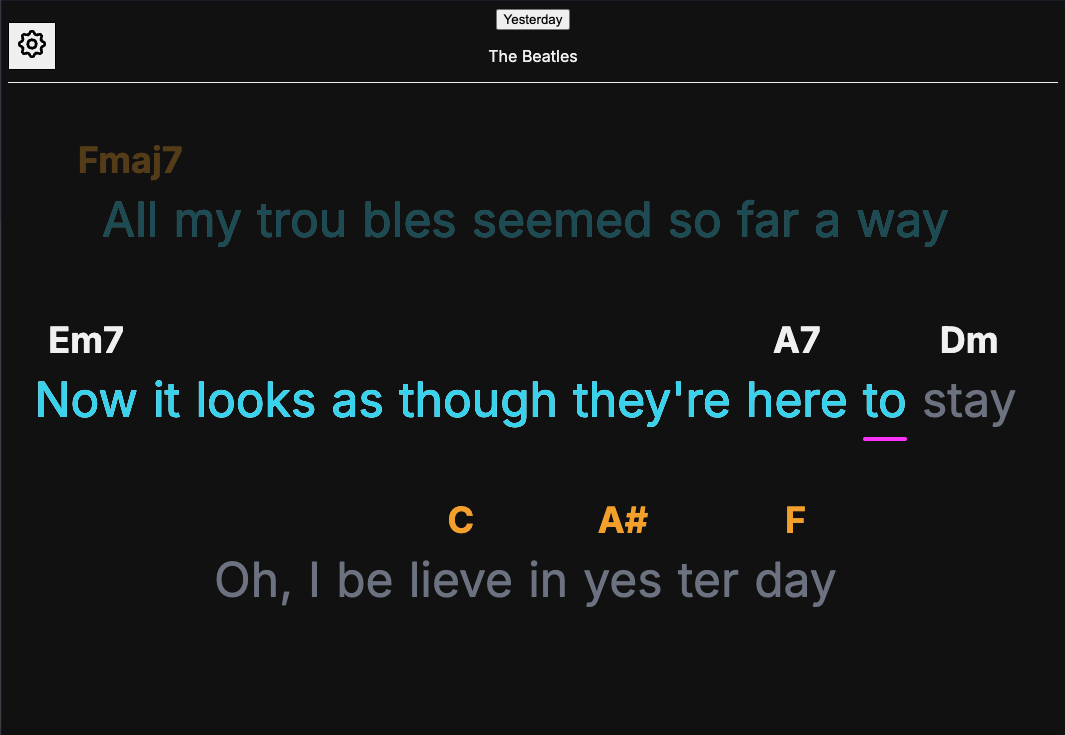 Yesterday
The Beatles
Fmaj7
All my trou bles seemed so far a way
Em7 A7 Dm
Now it looks as though they're here to stay
C A# F
Oh, I be lieve in yes ter day